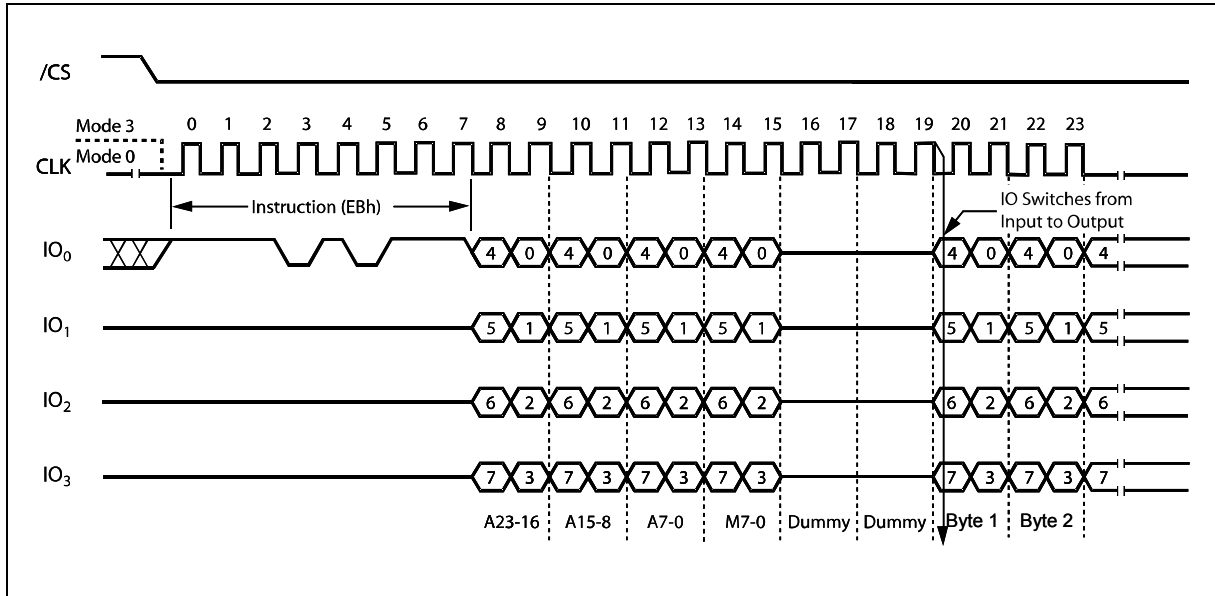 /CS
Mode 3
0 1 2 3 4 5 6 7 8 9 10 11 12 13 14 15 16 17 18 19 20 21 22 23
CLK
Mode 0
Instruction (EBh)
IO Switches from
Input to Output
IO0
4 0 4 0 4 0 4 0 4 0 4 0 4
IO1
5 1 5 1 5 1 5 1 5 1 5 1 5
IO2
6 2 6 2 6 2 6 2 6 2 6 2 6
IO3
7 3 7 3 7 3 7 3 7 3 7 3 7
A23-16 A15-8 A7-0 M7-0 Dummy Dummy Byte 1 Byte 2